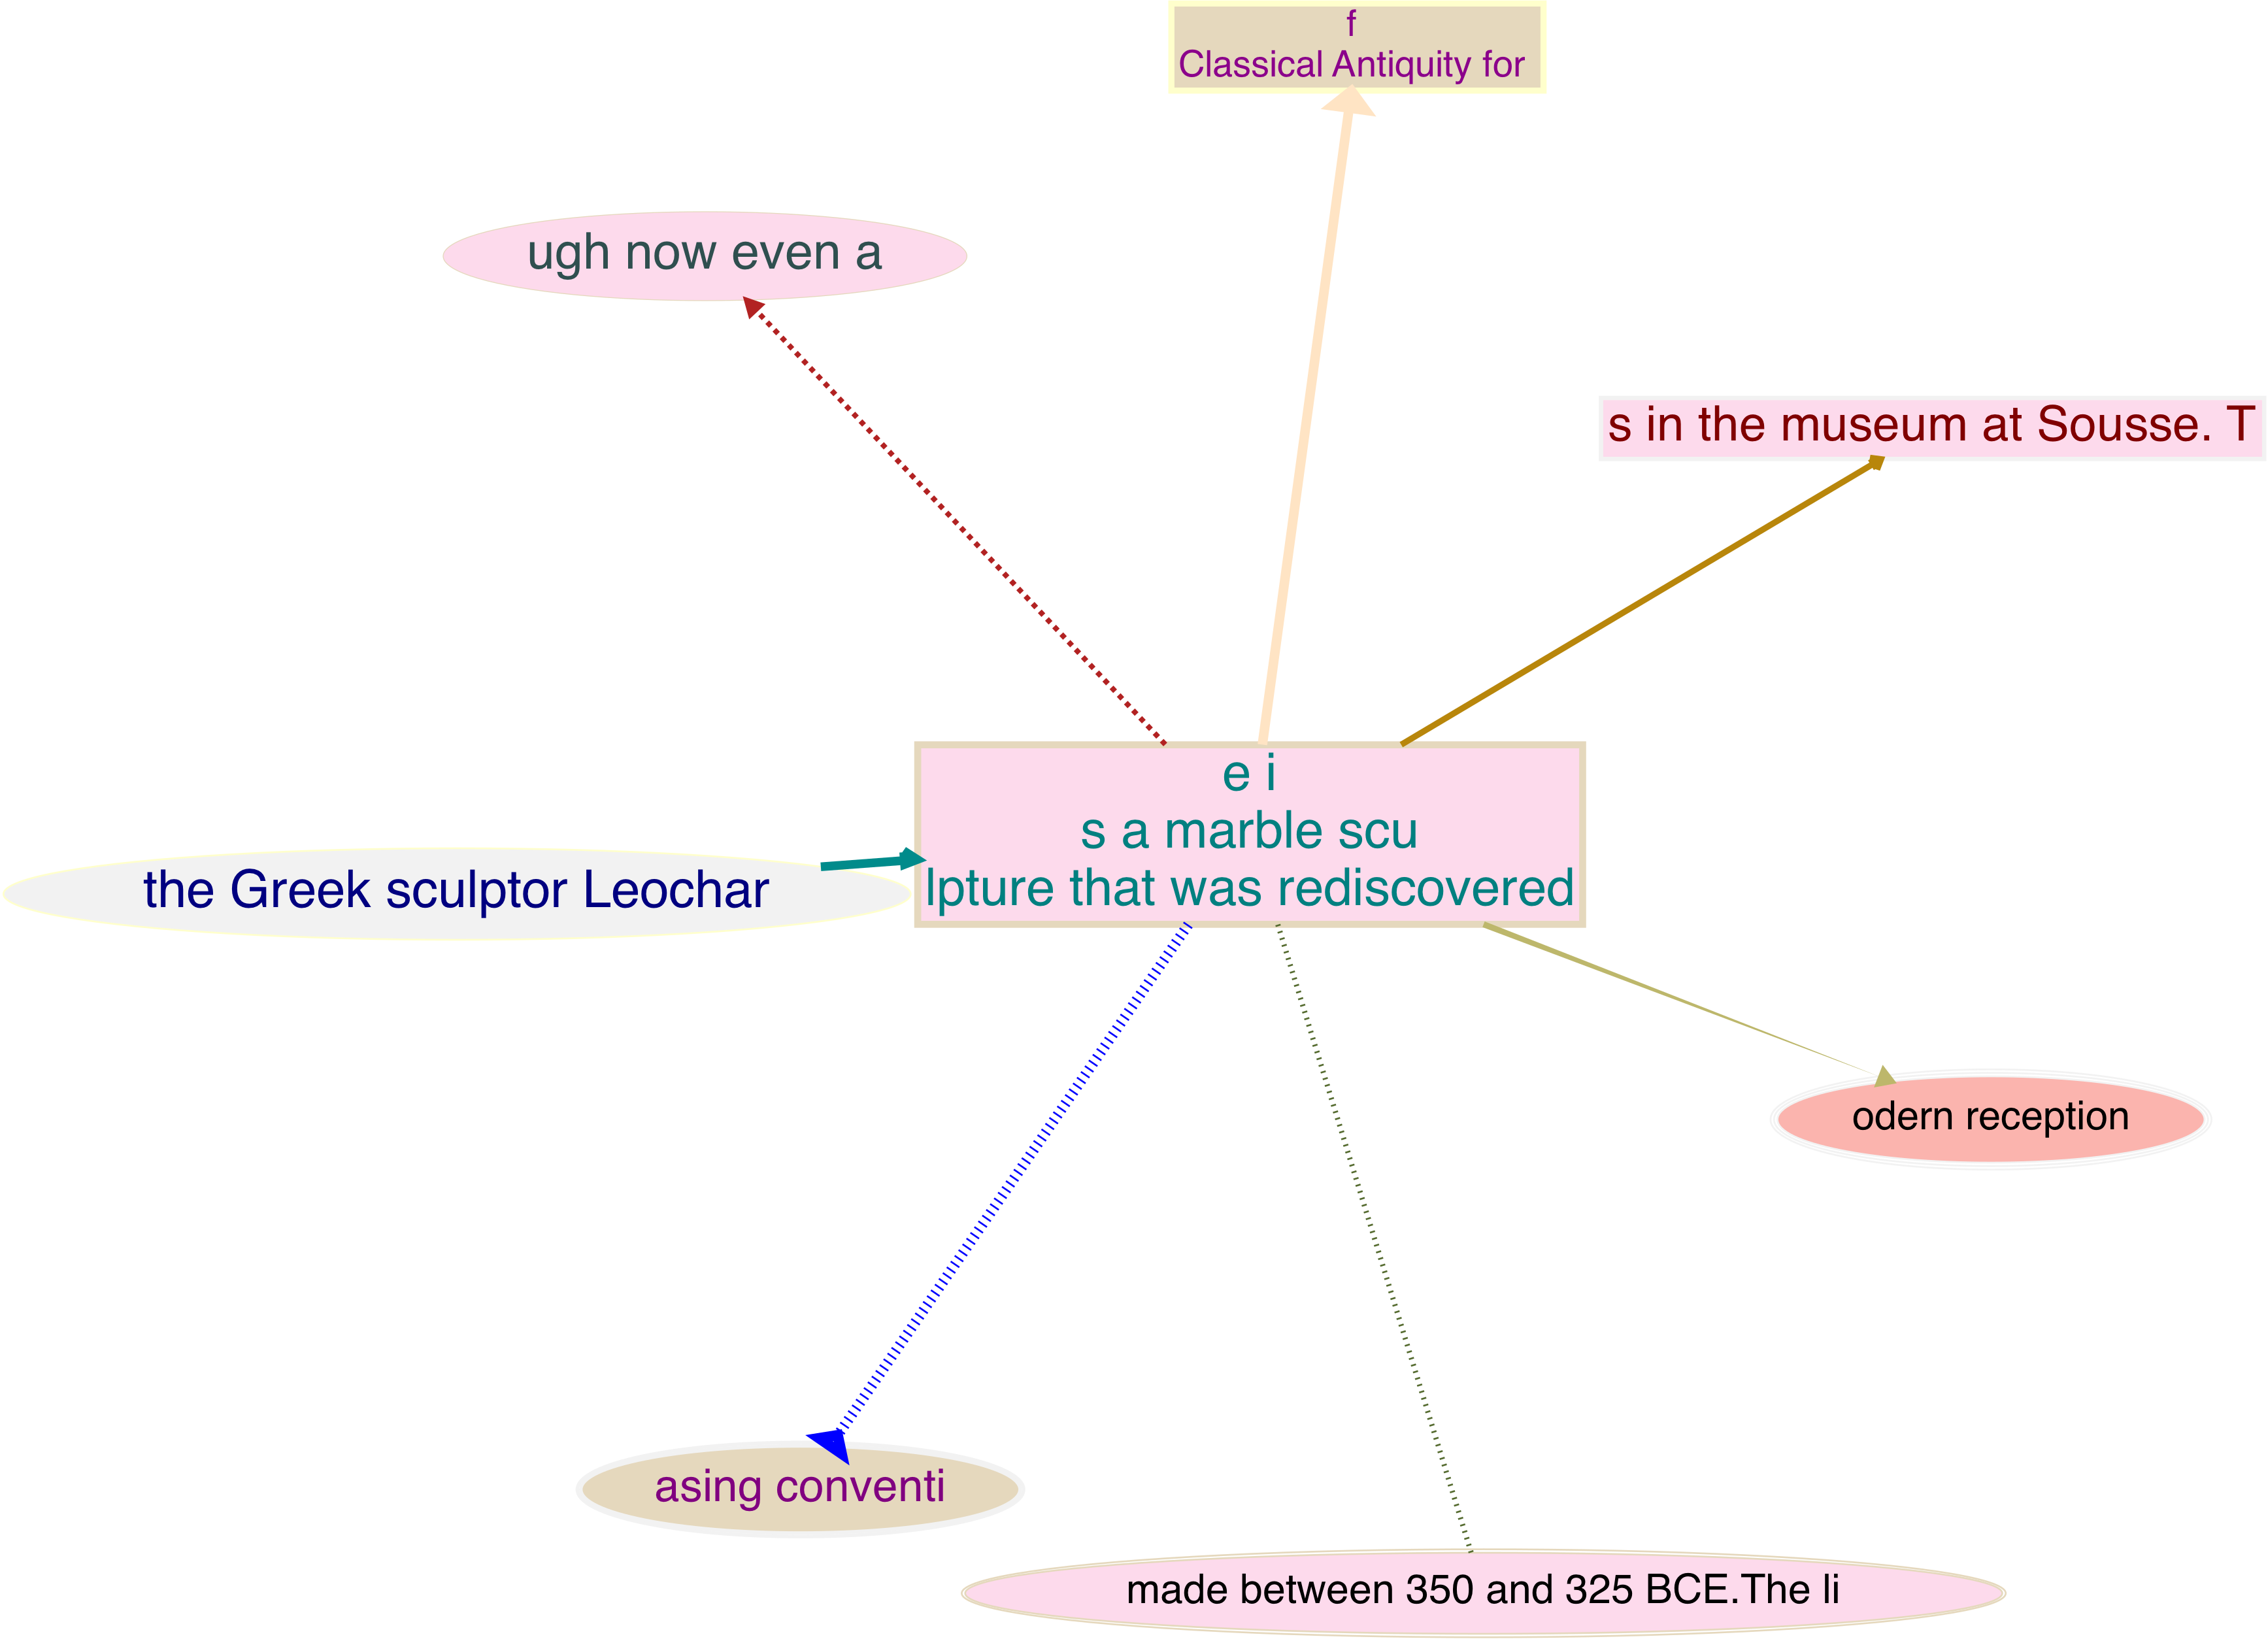 f
Classical Antiquity for
ugh now even a
s in the museum at Sousse. T
e i
s a marble scu
lpture that was rediscovered
the Greek sculptor Leochar
odern reception
asing conventi
made between 350 and 325 BCE.The li